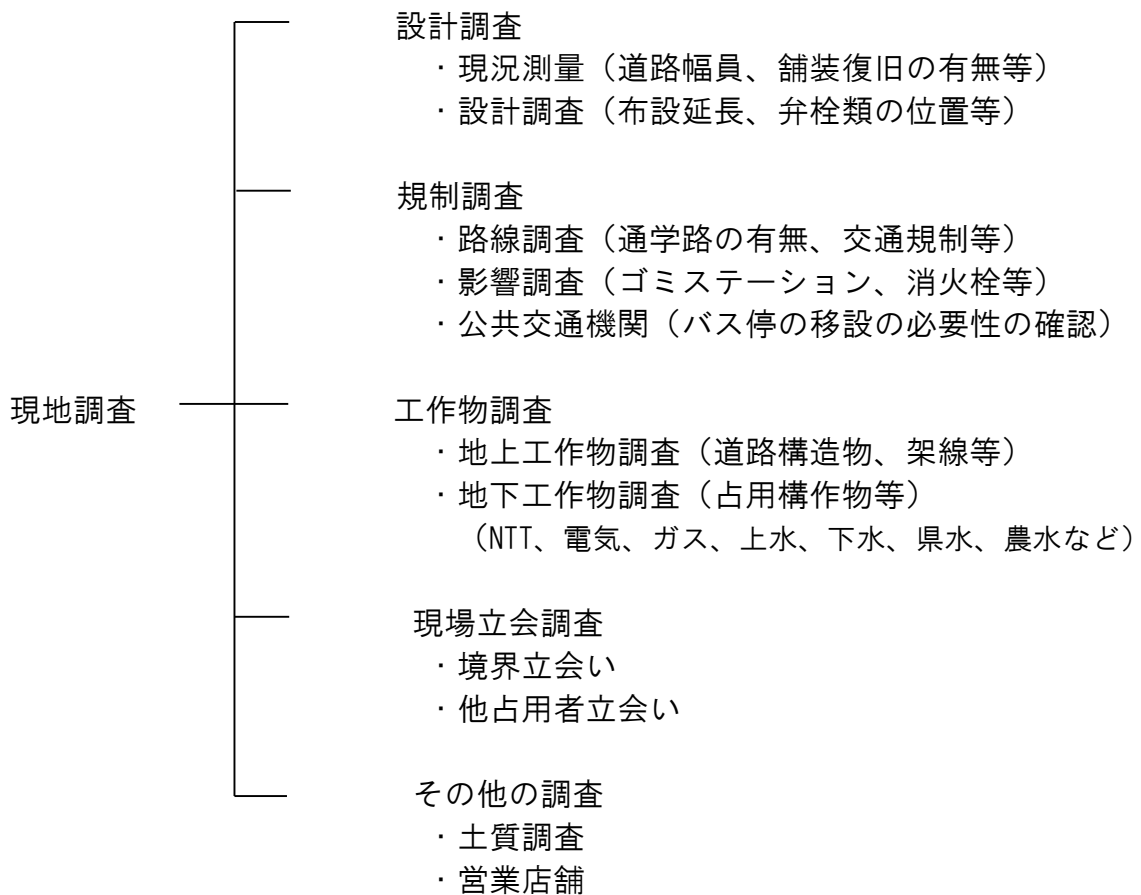 設計調査
・現況測量（道路幅員、舗装復旧の有無等）
・設計調査（布設延長、弁栓類の位置等）
規制調査
・路線調査（通学路の有無、交通規制等）
・影響調査（ゴミステーション、消火栓等）
・公共交通機関（バス停の移設の必要性の確認）
現地調査
工作物調査
・地上工作物調査（道路構造物、架線等）
・地下工作物調査（占用構作物等）
（NTT、電気、ガス、上水、下水、県水、農水など）
現場立会調査
・境界立会い
・他占用者立会い
その他の調査
・土質調査
・営業店舗